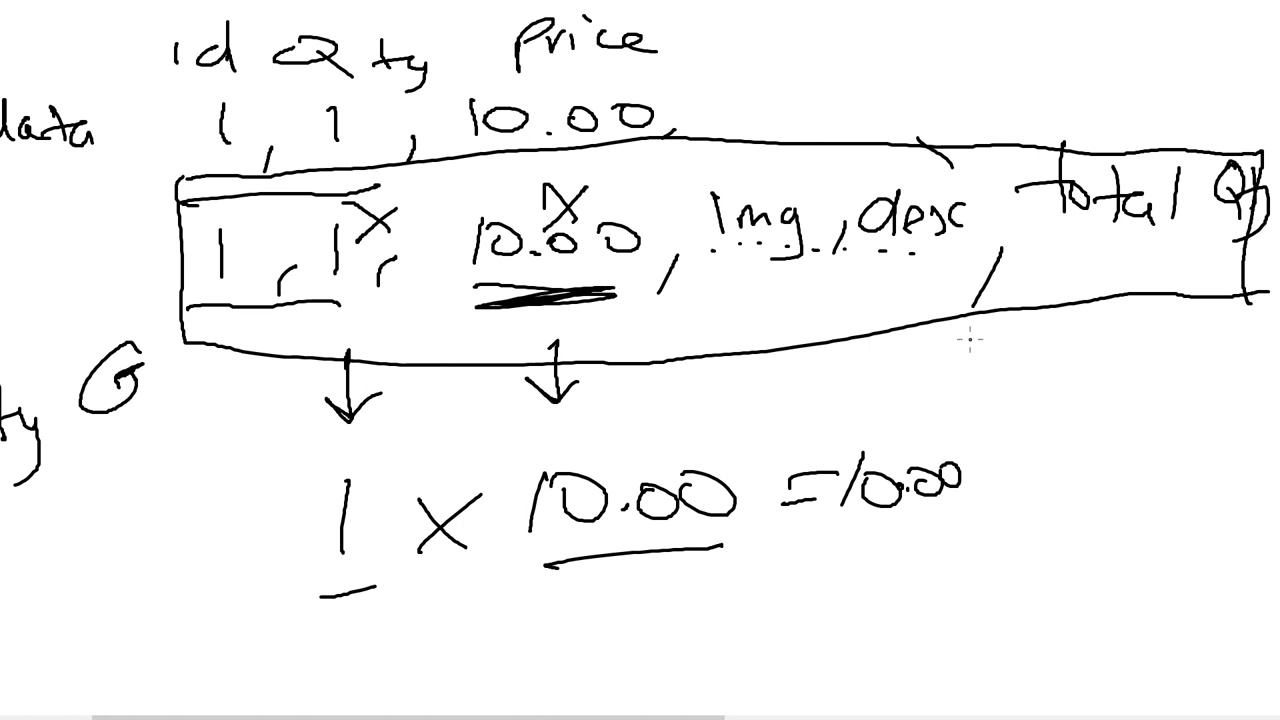 id Qty Price
data 1, 1, 10.00,
x x
1, 1, 10.00, Img, desc, total Qty
ty G
1 x 10.00 = 10.00